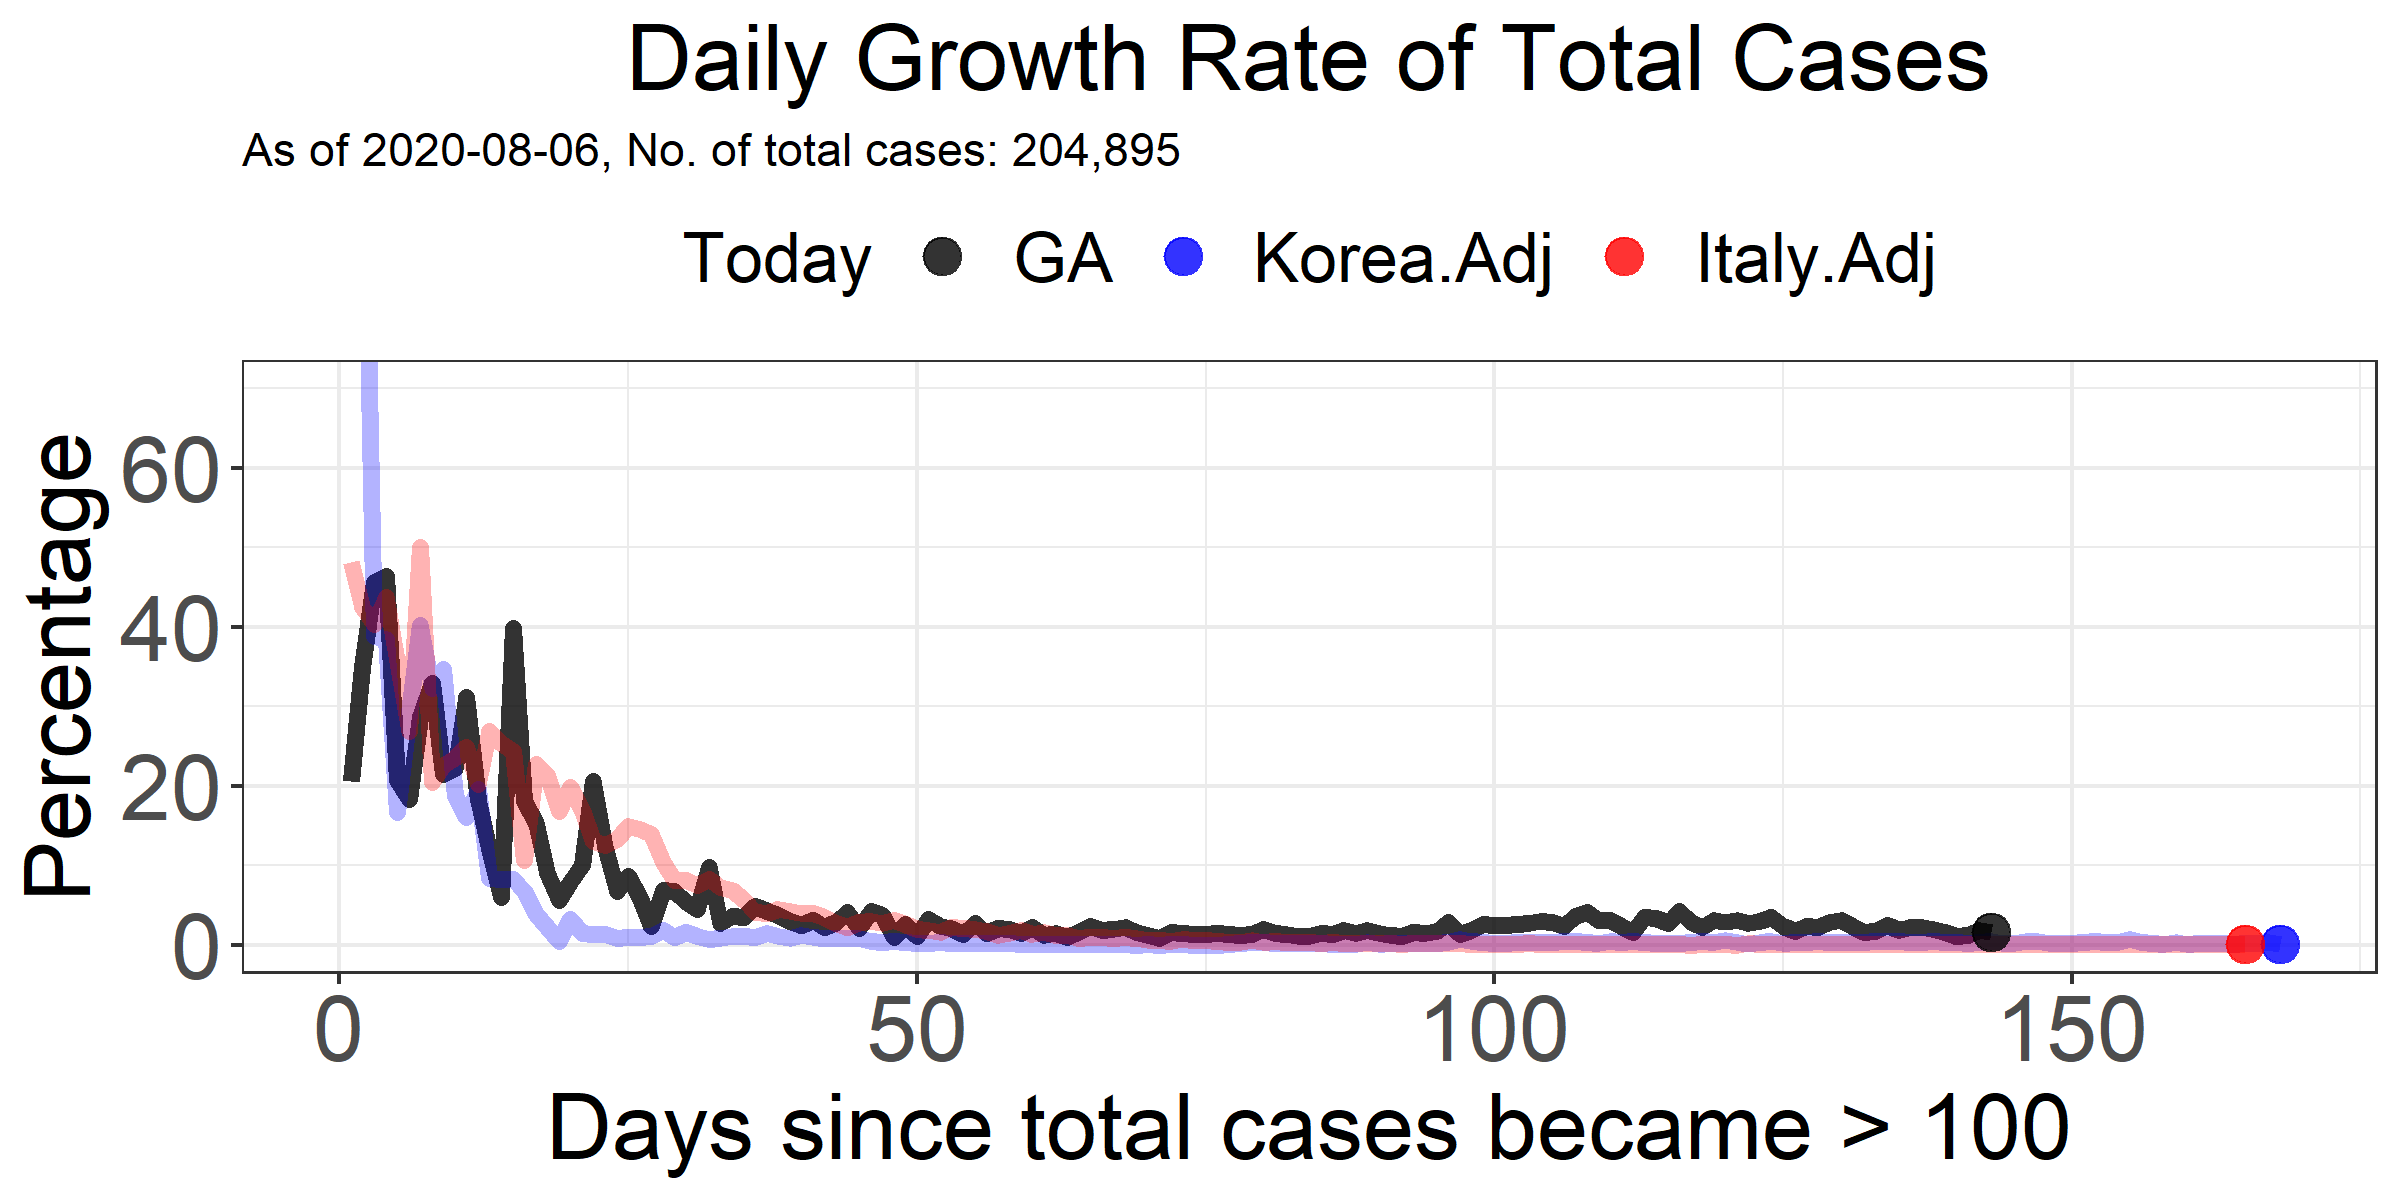 Daily Growth Rate of Total Cases
As of 2020-08-06, No. of total cases: 204,895
Today GA Korea.Adj Italy.Adj
Percentage
60
40
20
0
0 50 100 150
Days since total cases became > 100